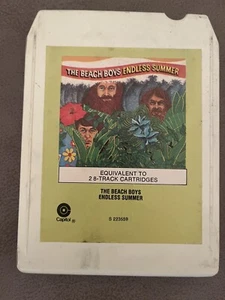 THE BEACH BOYS ENDLESS SUMMER
EQUIVALENT TO
2 8-TRACK CARTRIDGES
THE BEACH BOYS
ENDLESS SUMMER
Capitol ®